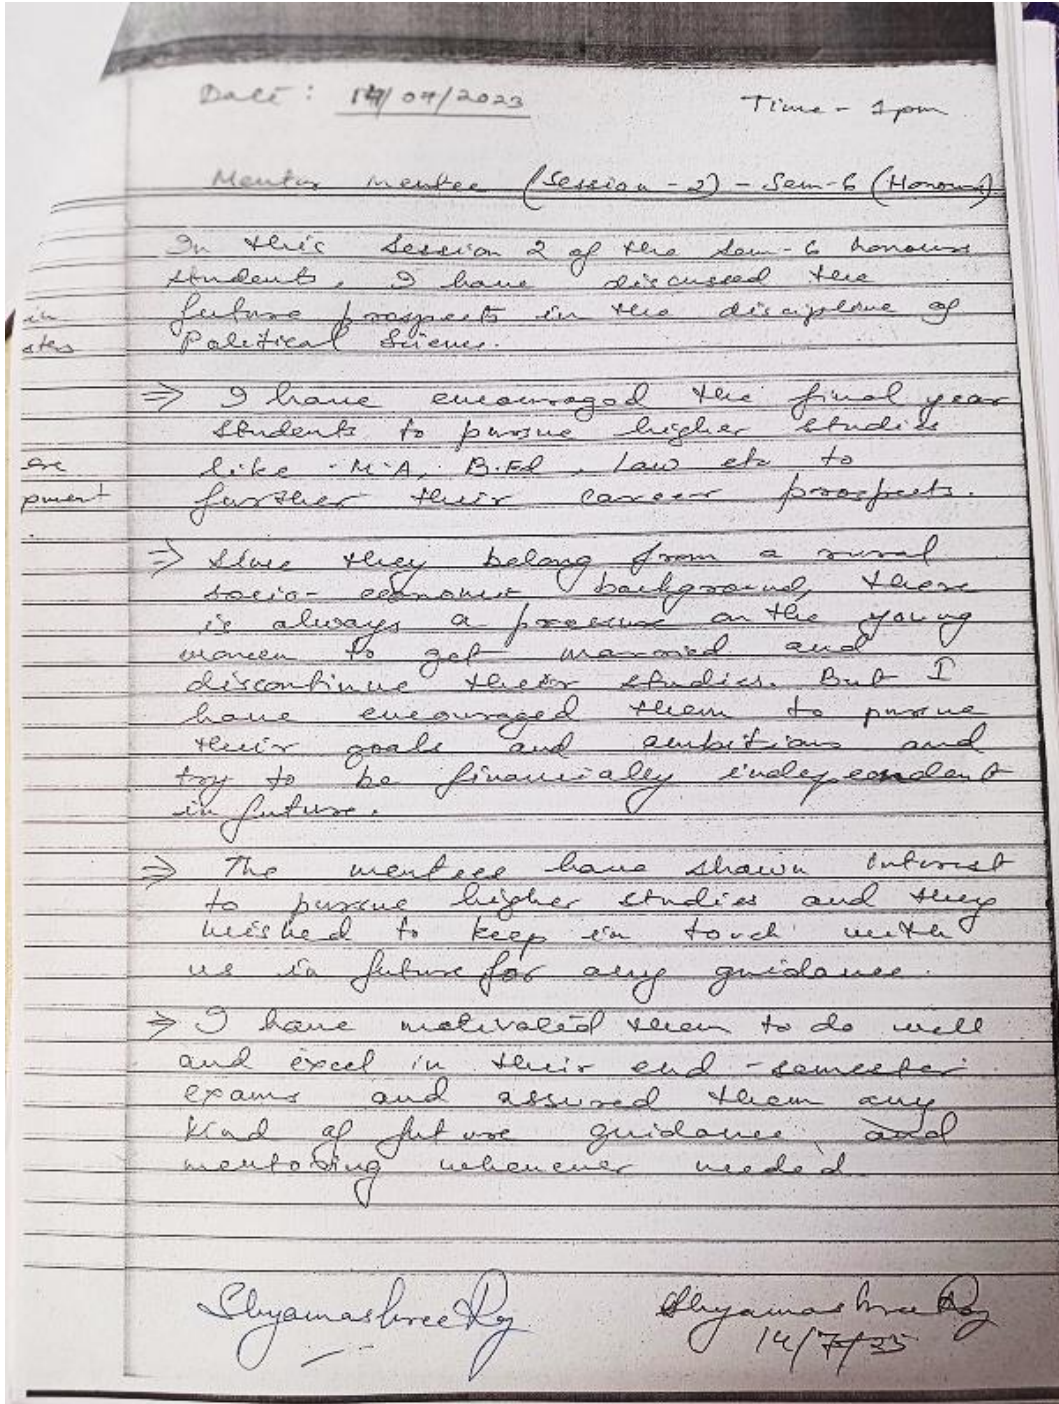 Date: 14/07/2023 Time - 1pm
Mentor mentee (Session - 2) - Sem-6 (Honours)
In this Session 2 of the Sem-6 honours
students, I have discussed the
in future prospects in the discipline of
Political Science.
⇒ I have encouraged the final year
students to pursue higher studies
like M.A, B.Ed, Law etc to
pment further their career prospects.
⇒ Since they belong from a rural
socio-economic background, there
is always a pressure on the young
women to get married and
discontinue their studies. But I
have encouraged them to pursue
their goals and ambitions and
try to be financially independent
in future.
⇒ The mentees have shown interest
to pursue higher studies and they
wished to keep in touch with
us in future for any guidance.
⇒ I have motivated them to do well
and excel in their end-semester
exams and assured them any
kind of future guidance and
mentoring whenever needed
Shyamashree Roy Shyamashree Roy
14/7/